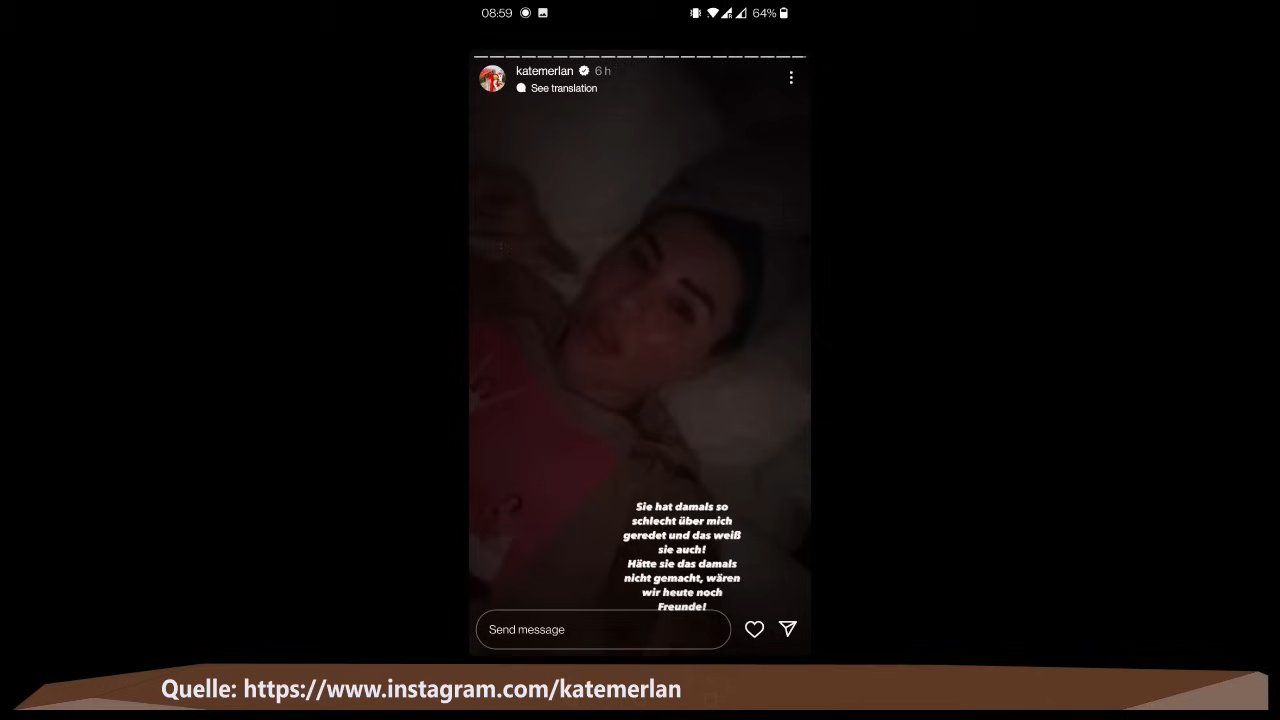 08:59 64%
katemerlan 6 h
See translation
Sie hat damals so
schlecht über mich
geredet und das weiß
sie auch!
Hätte sie das damals
nicht gemacht, wären
wir heute noch
Freunde!
Send message
Quelle: https://www.instagram.com/katemerlan